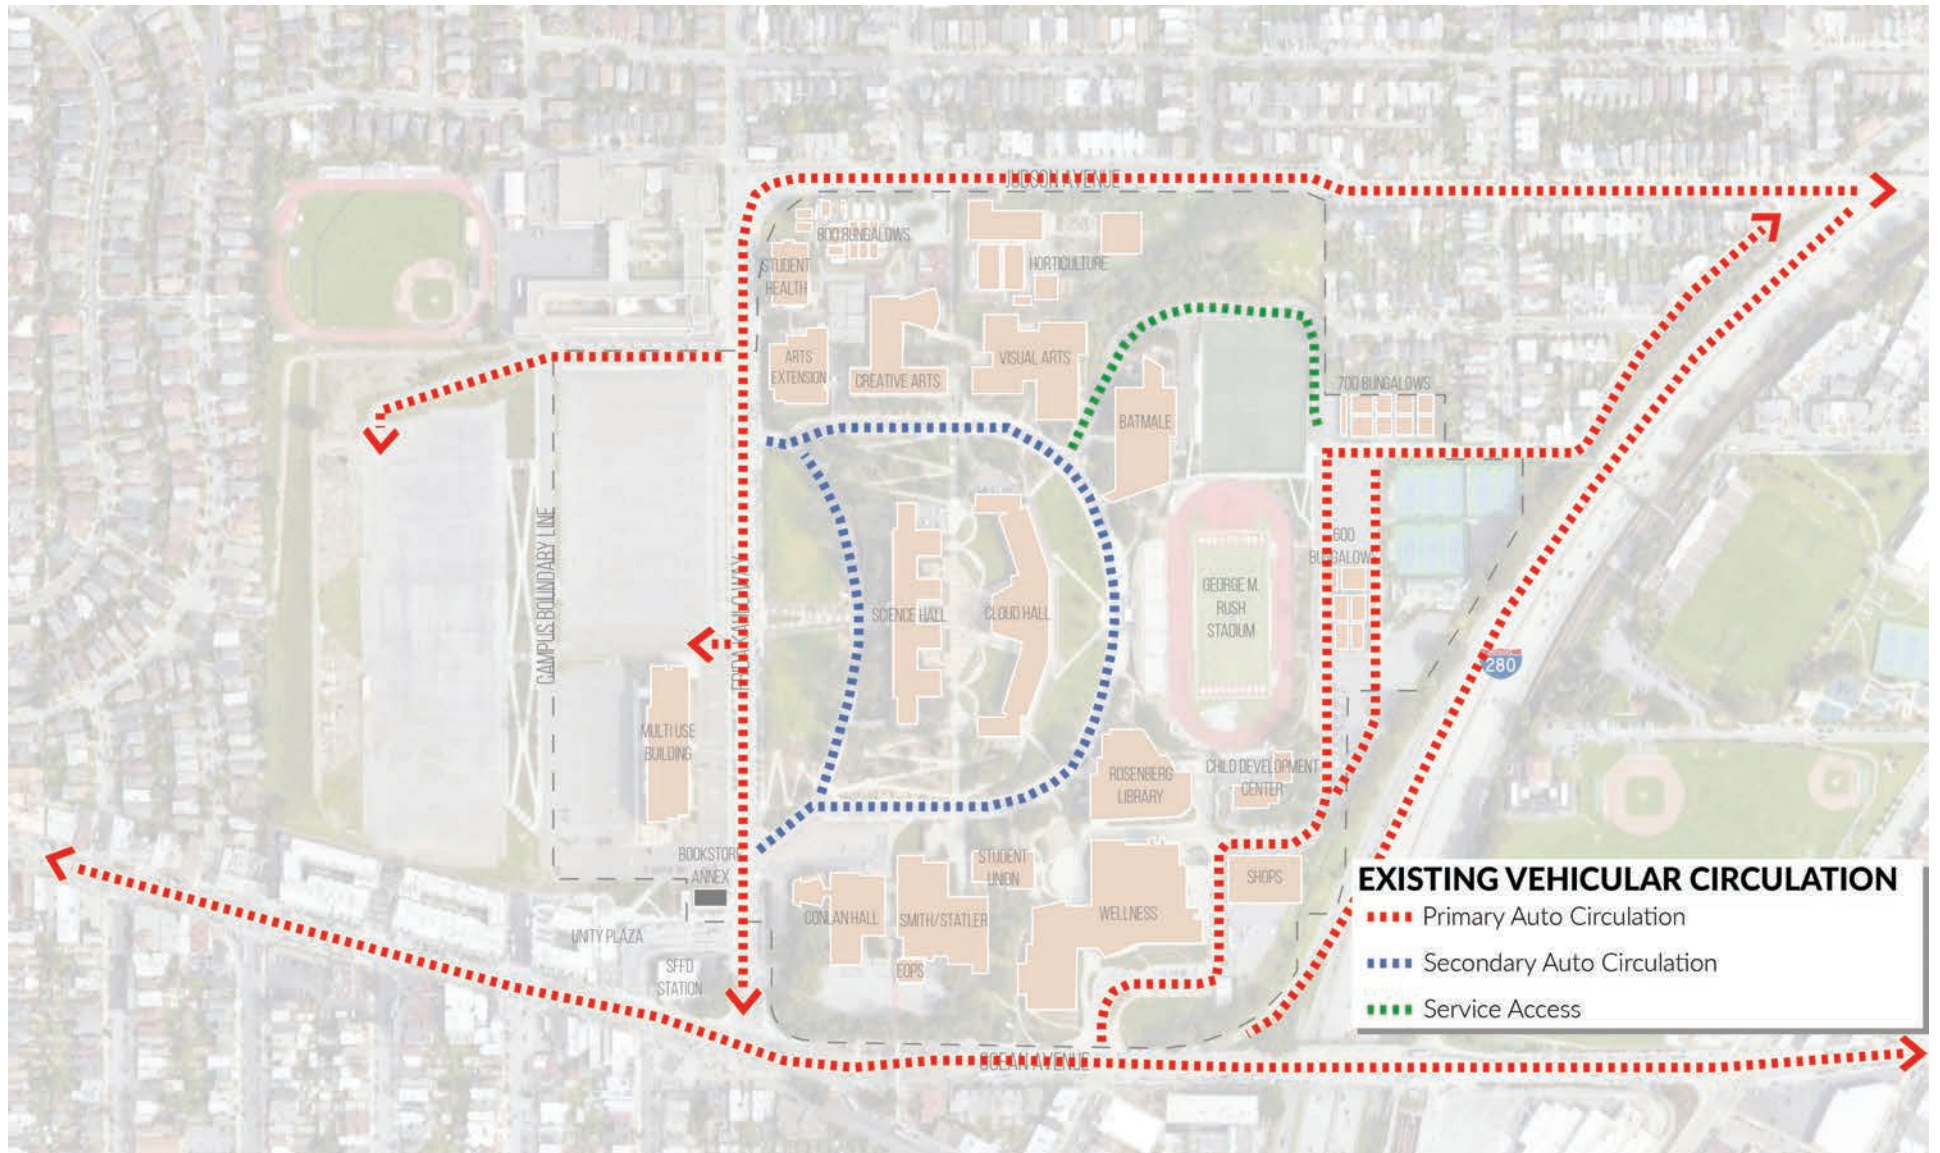 JUDSON AVENUE
800 BUNGALOWS
STUDENT
HEALTH
HORTICULTURE
ARTS
EXTENSION
CREATIVE ARTS
VISUAL ARTS
BATMALE
700 BUNGALOWS
CAMPUS BOUNDARY LINE
FRIDA KAHLO WAY
SCIENCE HALL
CLOUD HALL
GEORGE M.
RUSH
STADIUM
600
BUNGALOWS
280
MULTI USE
BUILDING
ROSENBERG
LIBRARY
CHILD DEVELOPMENT
CENTER
BOOKSTORE
ANNEX
STUDENT
UNION
SHOPS
CONLAN HALL
SMITH/STATLER
WELLNESS
UNITY PLAZA
EOPS
SFFD
STATION
OCEAN AVENUE
EXISTING VEHICULAR CIRCULATION
Primary Auto Circulation
Secondary Auto Circulation
Service Access